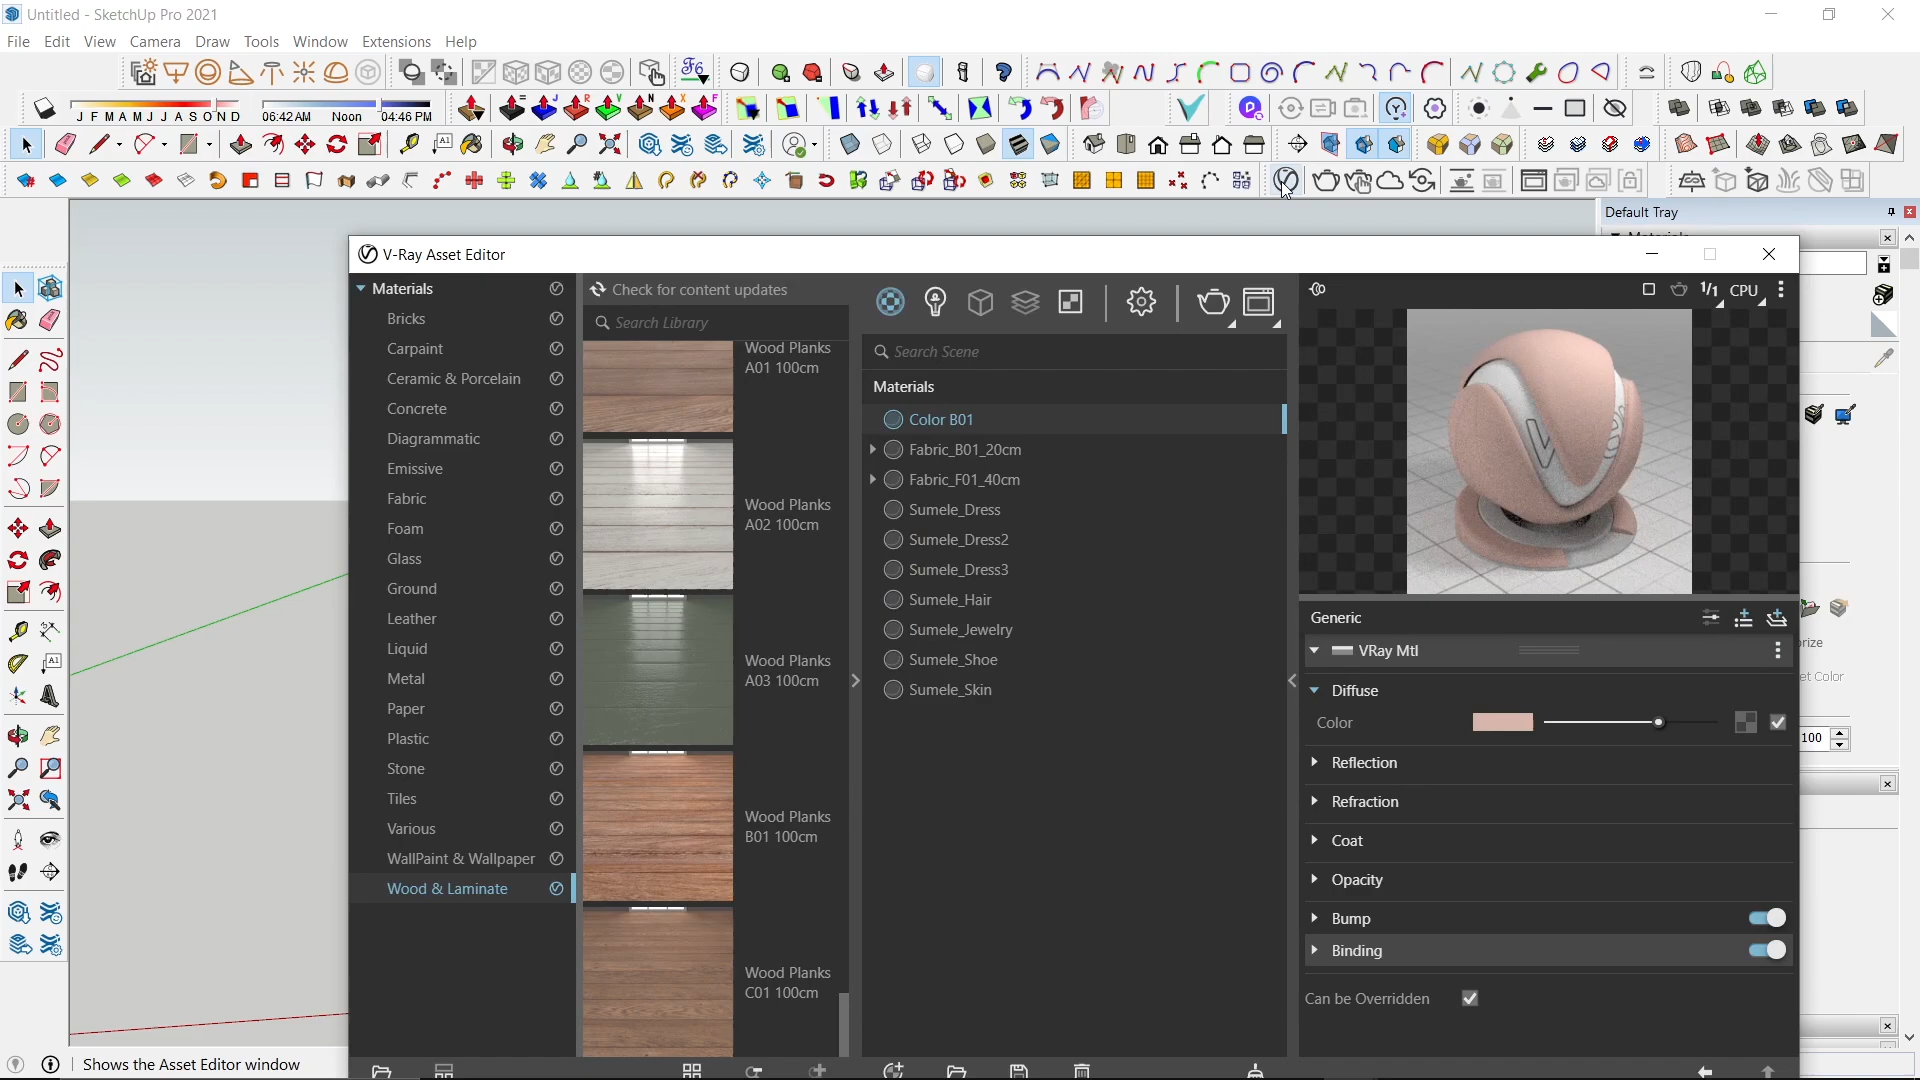 Untitled - SketchUp Pro 2021
File Edit View Camera Draw Tools Window Extensions Help
J F M A M J J A S O N D
06:42 AM Noon 04:46 PM
Default Tray
V-Ray Asset Editor
Materials
Bricks
Carpaint
Ceramic & Porcelain
Concrete
Diagrammatic
Emissive
Fabric
Foam
Glass
Ground
Leather
Liquid
Metal
Paper
Plastic
Stone
Tiles
Various
WallPaint & Wallpaper
Wood & Laminate
Check for content updates
Search Library
Wood Planks
A01 100cm
Wood Planks
A02 100cm
Wood Planks
A03 100cm
Wood Planks
B01 100cm
Wood Planks
C01 100cm
Search Scene
Materials
Color B01
Fabric_B01_20cm
Fabric_F01_40cm
Sumele_Dress
Sumele_Dress2
Sumele_Dress3
Sumele_Hair
Sumele_Jewelry
Sumele_Shoe
Sumele_Skin
1/1 CPU
Generic
VRay Mtl
Diffuse
Color
Reflection
Refraction
Coat
Opacity
Bump
Binding
Can be Overridden
rize
et Color
100
Shows the Asset Editor window